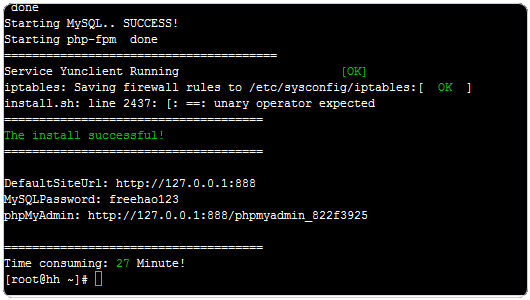 done
Starting MySQL.. SUCCESS!
Starting php-fpm  done
======================================
Service Yunclient Running                       [OK]
iptables: Saving firewall rules to /etc/sysconfig/iptables:[  OK  ]
install.sh: line 2437: [: ==: unary operator expected
=====================================
The install successful!
=====================================
DefaultSiteUrl: http://127.0.0.1:888
MySQLPassword: freehao123
phpMyAdmin: http://127.0.0.1:888/phpmyadmin_822f3925
=====================================
Time consuming: 27 Minute!
[root@hh ~]#